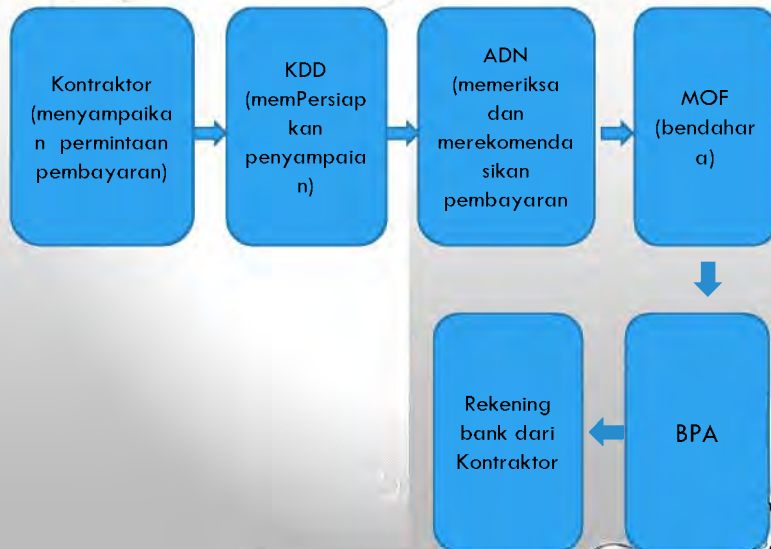 Kontraktor
(menyampaika
n permintaan
pembayaran)
KDD
(memPersiap
kan
penyampaia
n)
ADN
(memeriksa
dan
merekomenda
sikan
pembayaran
MOF
(bendahar
a)
Rekening
bank dari
Kontraktor
BPA